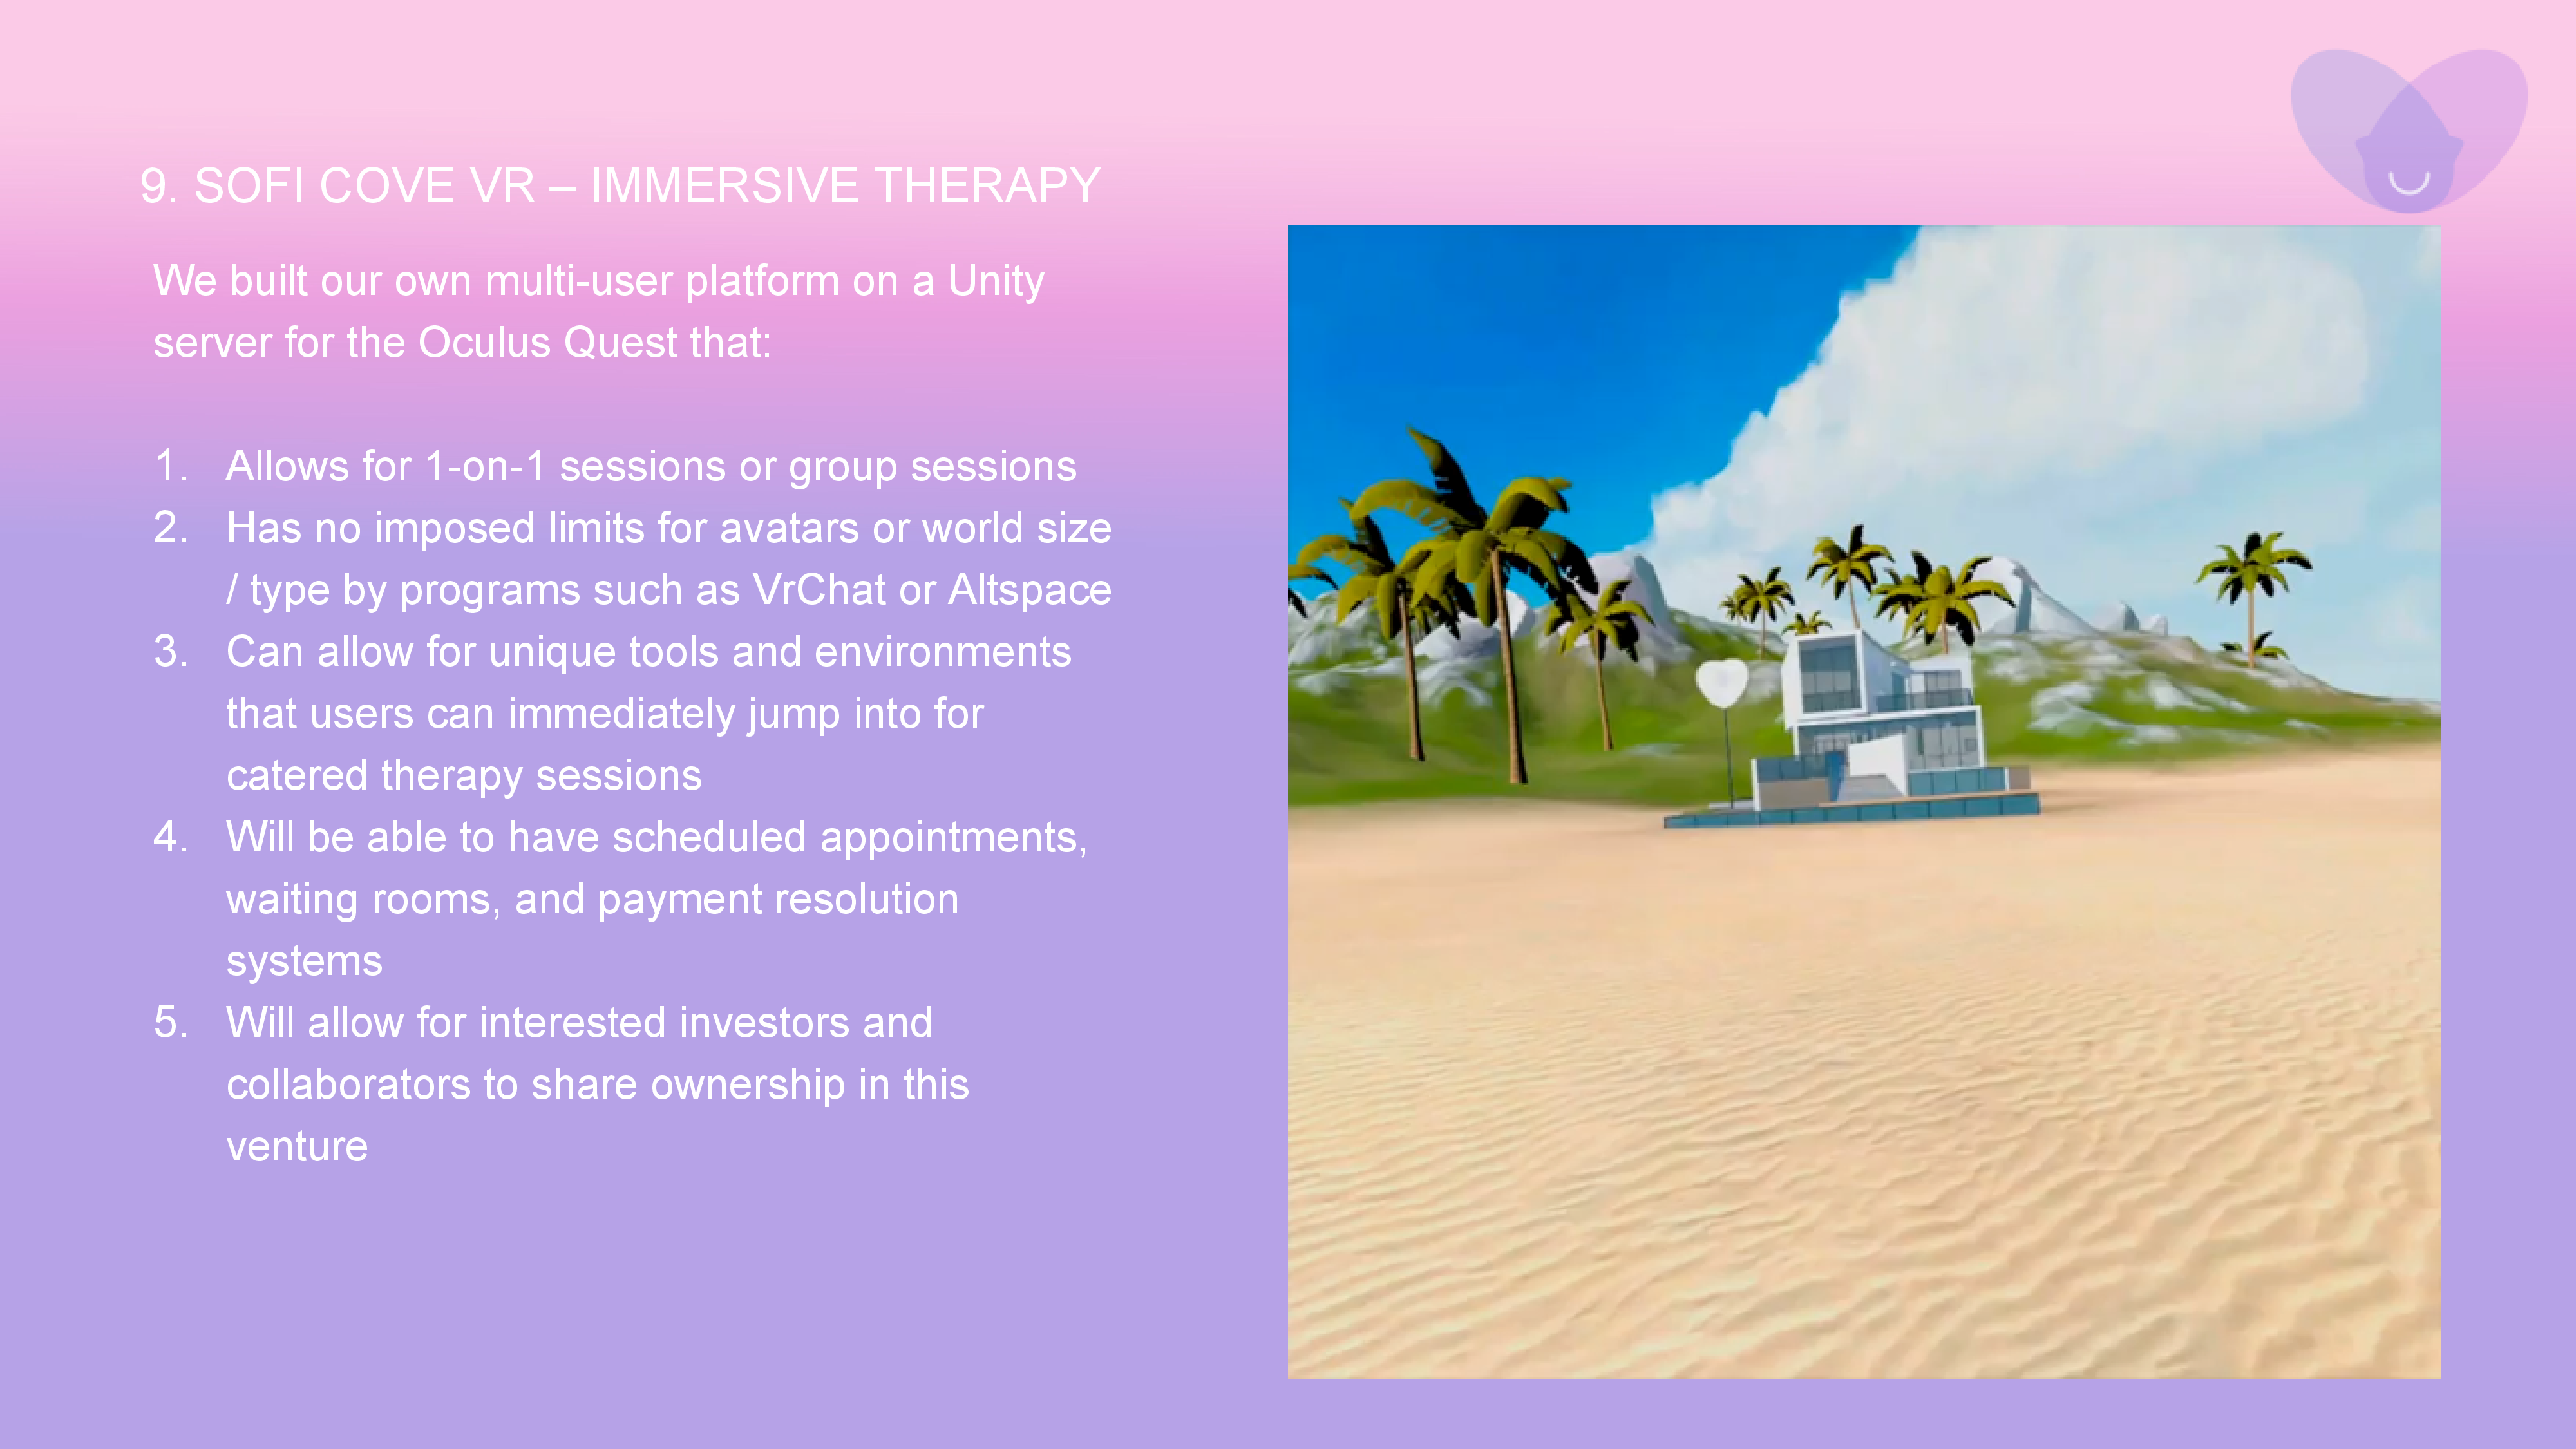 9. SOFI COVE VR – IMMERSIVE THERAPY
We built our own multi-user platform on a Unity
server for the Oculus Quest that:
1. Allows for 1-on-1 sessions or group sessions
2. Has no imposed limits for avatars or world size
/ type by programs such as VrChat or Altspace
3. Can allow for unique tools and environments
that users can immediately jump into for
catered therapy sessions
4. Will be able to have scheduled appointments,
waiting rooms, and payment resolution
systems
5. Will allow for interested investors and
collaborators to share ownership in this
venture